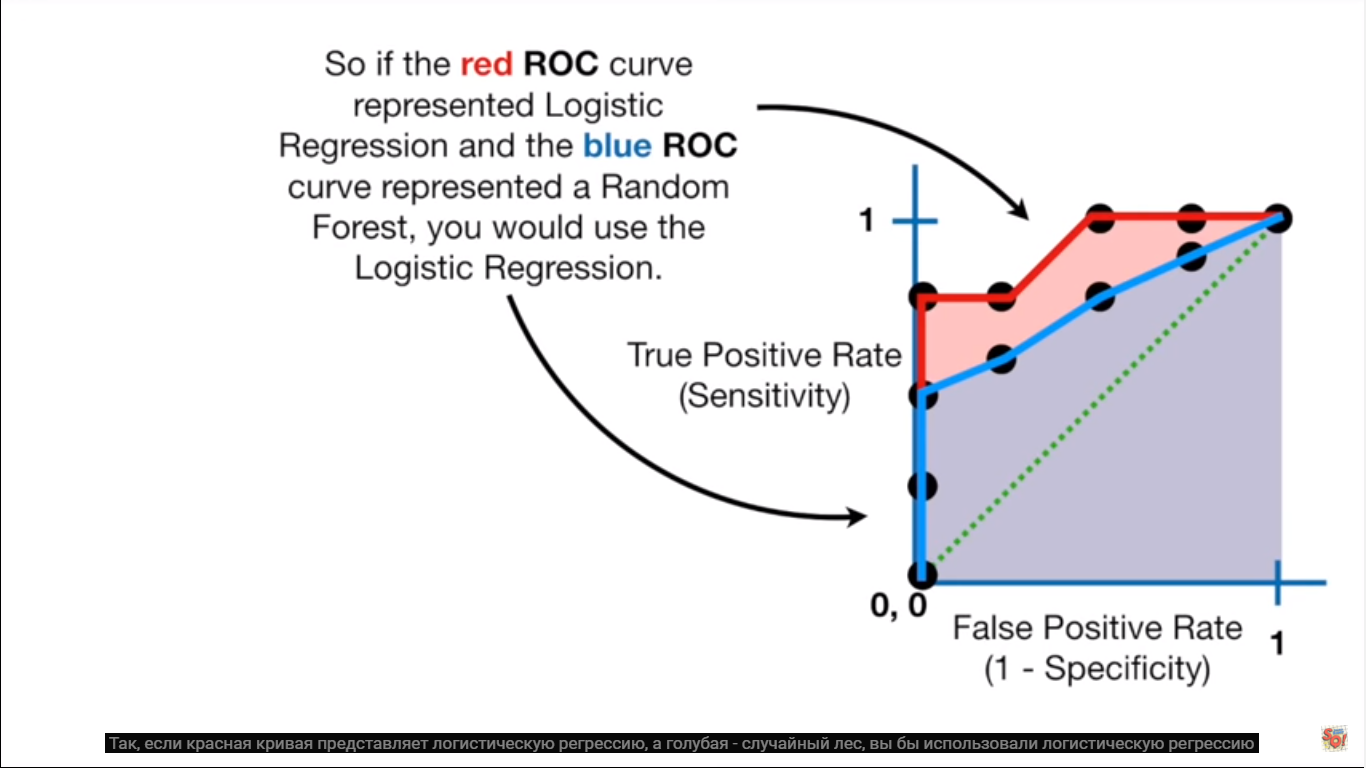 So if the red ROC curve
represented Logistic
Regression and the blue ROC
curve represented a Random
Forest, you would use the
Logistic Regression.
1
True Positive Rate
(Sensitivity)
0, 0
False Positive Rate
(1 - Specificity)
1
Так, если красная кривая представляет логистическую регрессию, а голубая - случайный лес, вы бы использовали логистическую регрессию
SQ!